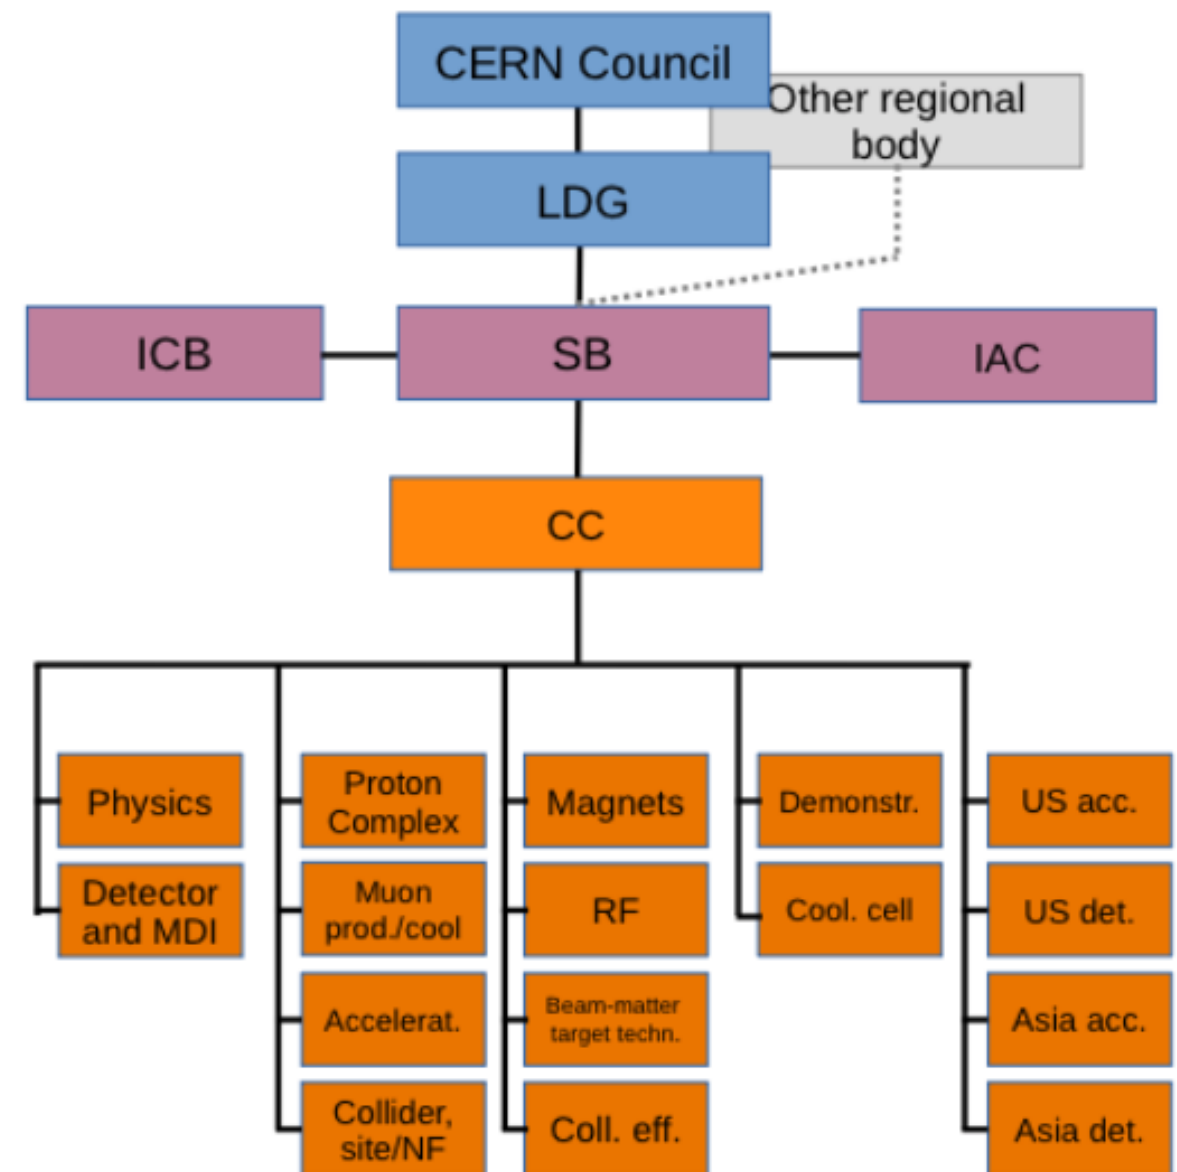 CERN Council
Other regional
body
LDG
ICB
SB
IAC
CC
Physics
Detector
and MDI
Proton
Complex
Muon
prod./cool
Accelerat.
Collider,
site/NF
Magnets
RF
Beam-matter
target techn.
Coll. eff.
Demonstr.
Cool. cell
US acc.
US det.
Asia acc.
Asia det.